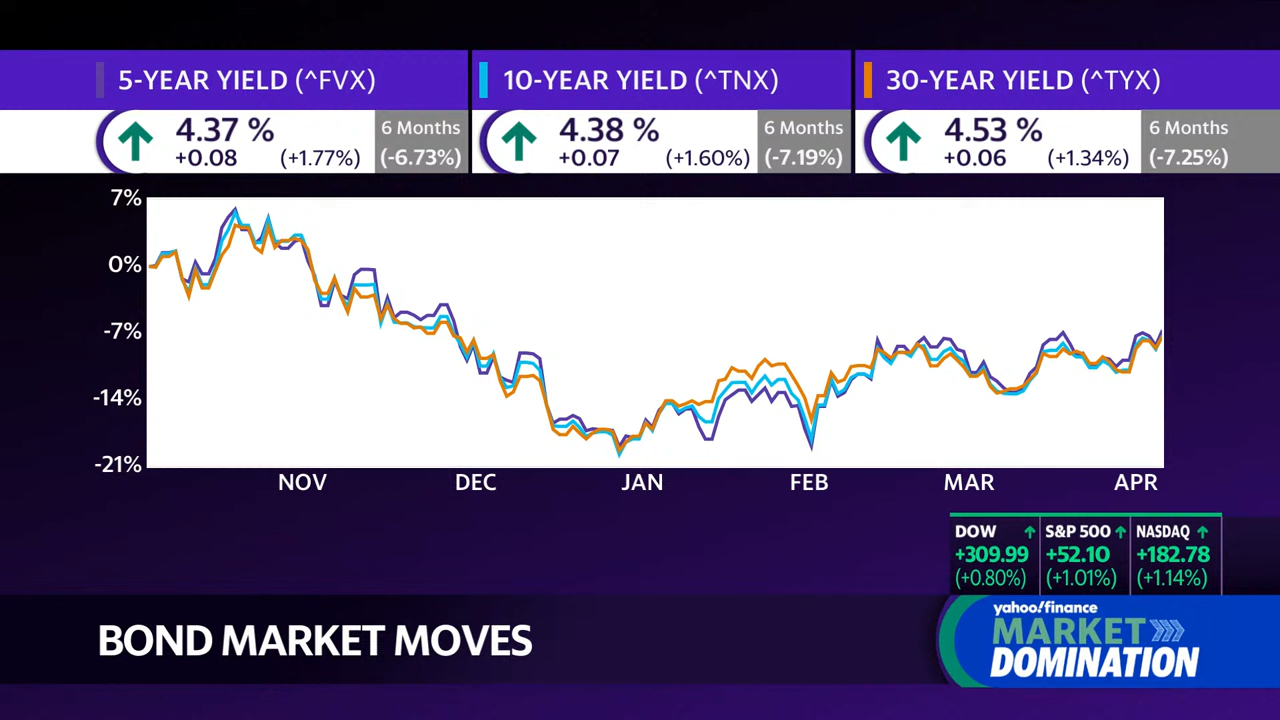 5-YEAR YIELD (^FVX)
4.37 %
+0.08 (+1.77%)
6 Months
(-6.73%)
10-YEAR YIELD (^TNX)
4.38 %
+0.07 (+1.60%)
6 Months
(-7.19%)
30-YEAR YIELD (^TYX)
4.53 %
+0.06 (+1.34%)
6 Months
(-7.25%)
7%
0%
-7%
-14%
-21%
NOV DEC JAN FEB MAR APR
DOW
+309.99
(+0.80%)
S&P 500
+52.10
(+1.01%)
NASDAQ
+182.78
(+1.14%)
BOND MARKET MOVES
yahoo!finance
MARKET
DOMINATION